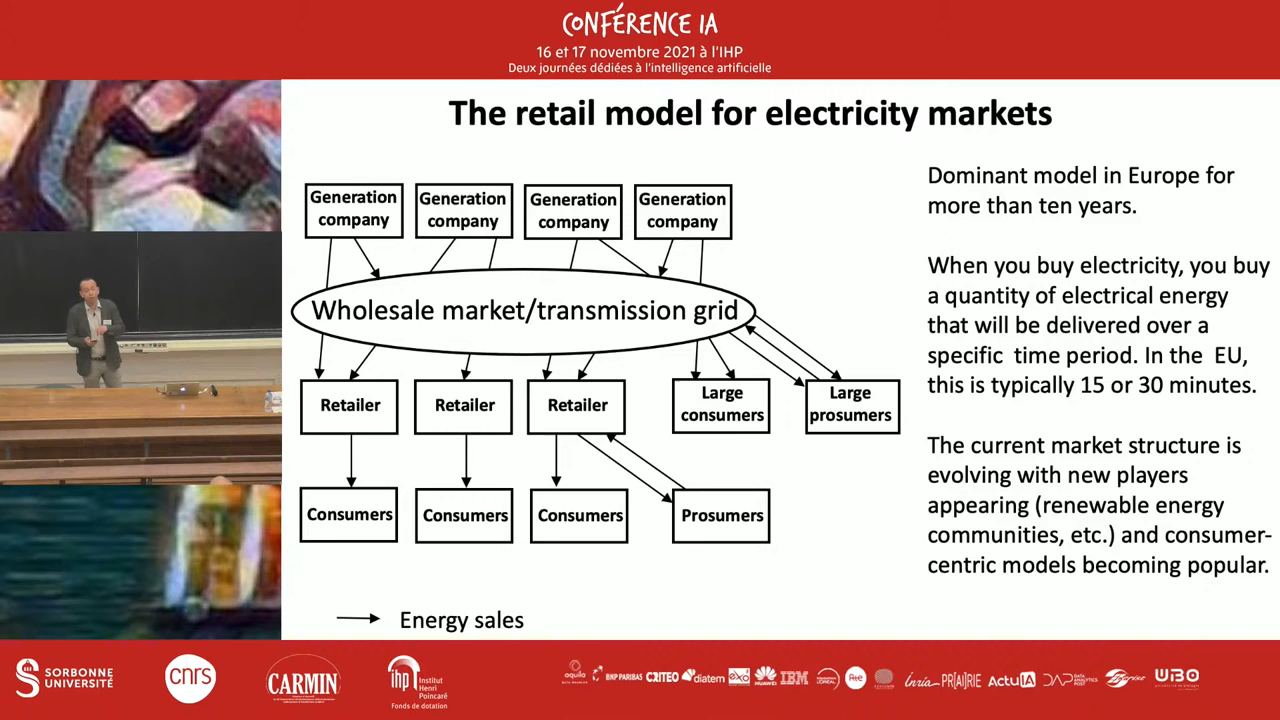 CONFÉRENCE IA
16 et 17 novembre 2021 à l'IHP
Deux journées dédiées à l'intelligence artificielle
The retail model for electricity markets
Generation
company
Generation
company
Generation
company
Generation
company
Wholesale market/transmission grid
Retailer
Retailer
Retailer
Large
consumers
Large
prosumers
Consumers
Consumers
Consumers
Prosumers
Energy sales
Dominant model in Europe for
more than ten years.
When you buy electricity, you buy
a quantity of electrical energy
that will be delivered over a
specific time period. In the EU,
this is typically 15 or 30 minutes.
The current market structure is
evolving with new players
appearing (renewable energy
communities, etc.) and consumer-
centric models becoming popular.
SORBONNE
UNIVERSITÉ
cnrs
CARMIN
ihp
Institut
Henri
Poincaré
Fonds de dotation
aquila
BNP PARIBAS
CRITEO
diatem
exo
HUAWEI
IBM
Inria
PR[AI]RIE
ActuIA
DAP